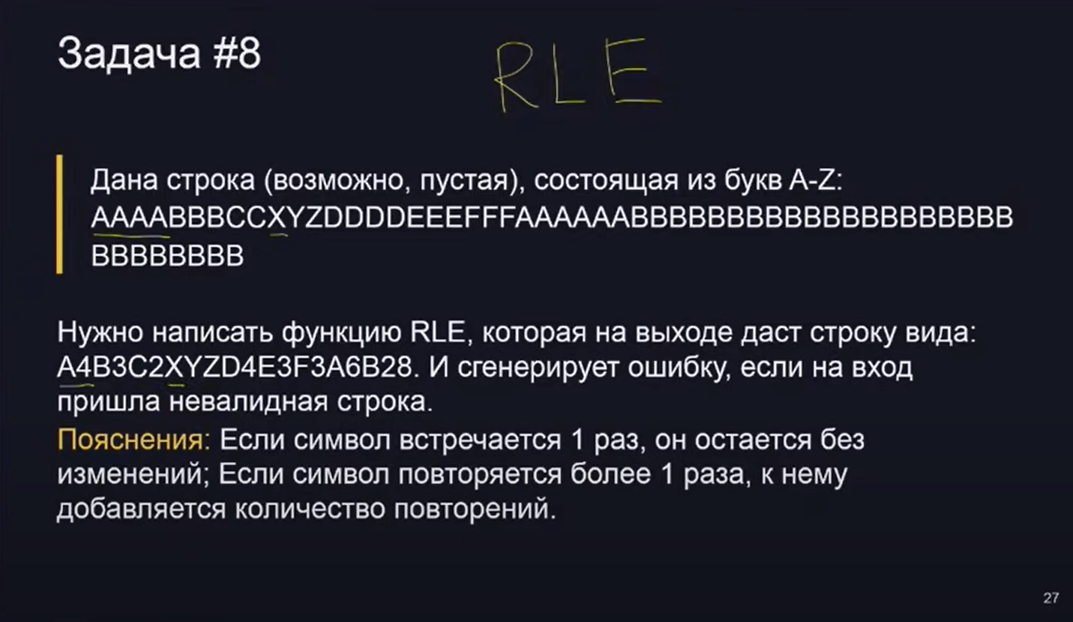 Задача #8
RLE
Дана строка (возможно, пустая), состоящая из букв A-Z:
AAAABBBCCXYZDDDDEEEFFFAAAAAABBBBBBBBBBBBBBBBBBBB
BBBBBBBB
Нужно написать функцию RLE, которая на выходе даст строку вида:
A4B3C2XYZD4E3F3A6B28. И сгенерирует ошибку, если на вход
пришла невалидная строка.
Пояснения: Если символ встречается 1 раз, он остается без
изменений; Если символ повторяется более 1 раза, к нему
добавляется количество повторений.
27